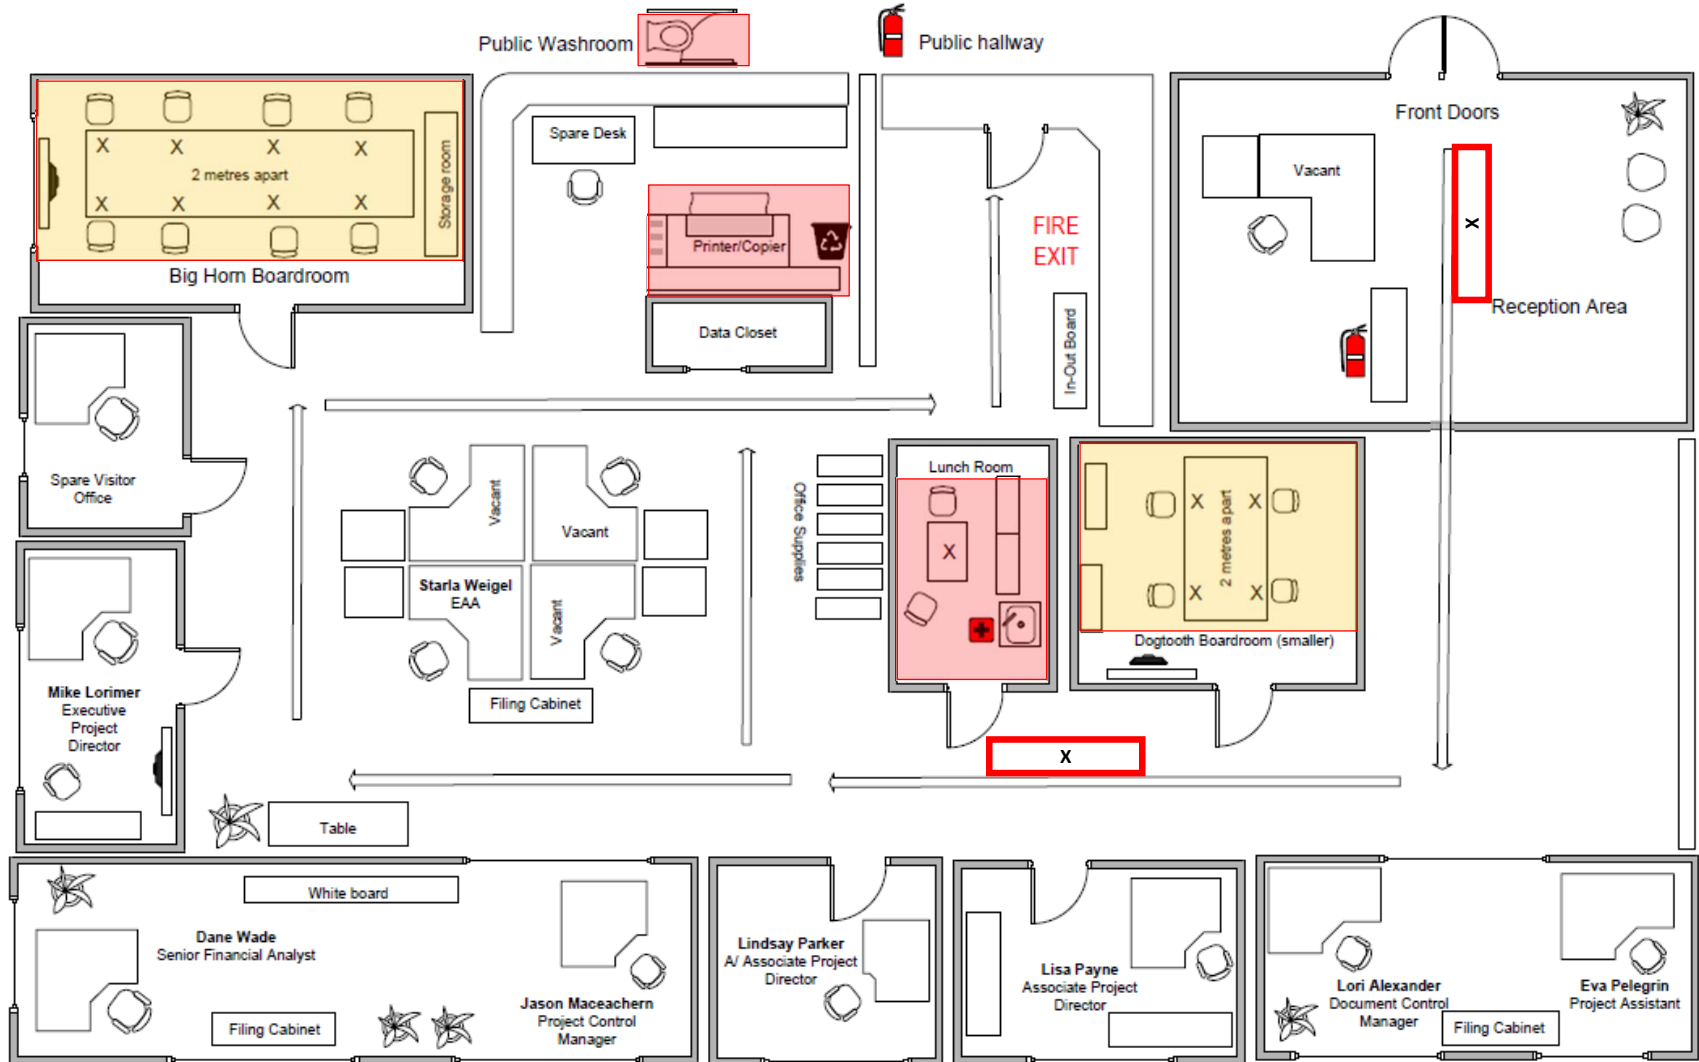 Public Washroom
Public hallway
Front Doors
X X X X
2 metres apart
X X X X
Storage room
Big Horn Boardroom
Spare Desk
Printer/Copier
Data Closet
FIRE
EXIT
In-Out Board
Vacant
X
Reception Area
Spare Visitor
Office
Vacant
Vacant
Starla Weigel
EAA
Vacant
Filing Cabinet
Office Supplies
Lunch Room
X
X X
2 metres apart
X X
Dogtooth Boardroom (smaller)
Mike Lorimer
Executive
Project
Director
X
Table
White board
Dane Wade
Senior Financial Analyst
Filing Cabinet
Jason Maceachern
Project Control
Manager
Lindsay Parker
A/ Associate Project
Director
Lisa Payne
Associate Project
Director
Lori Alexander
Document Control
Manager
Filing Cabinet
Eva Pelegrin
Project Assistant